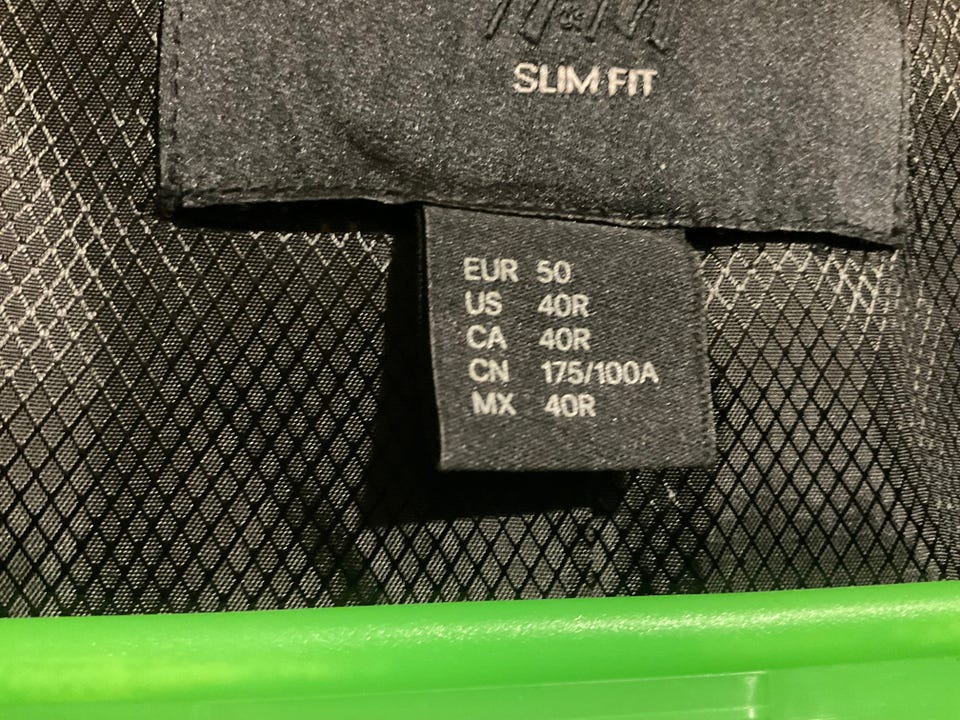 H&M
SLIM FIT
EUR 50
US 40R
CA 40R
CN 175/100A
MX 40R